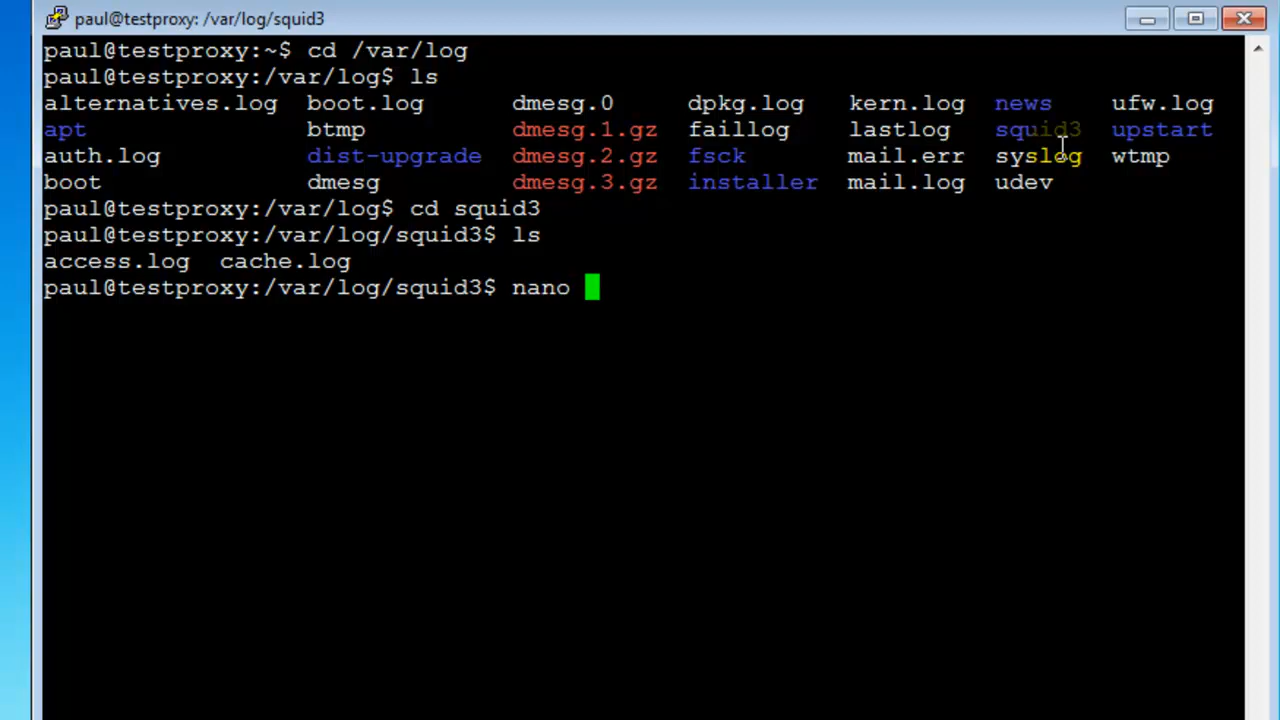 paul@testproxy: /var/log/squid3
paul@testproxy:~$ cd /var/log
paul@testproxy:/var/log$ ls
alternatives.log boot.log dmesg.0 dpkg.log kern.log news ufw.log
apt btmp dmesg.1.gz faillog lastlog squid3 upstart
auth.log dist-upgrade dmesg.2.gz fsck mail.err syslog wtmp
boot dmesg dmesg.3.gz installer mail.log udev
paul@testproxy:/var/log$ cd squid3
paul@testproxy:/var/log/squid3$ ls
access.log cache.log
paul@testproxy:/var/log/squid3$ nano